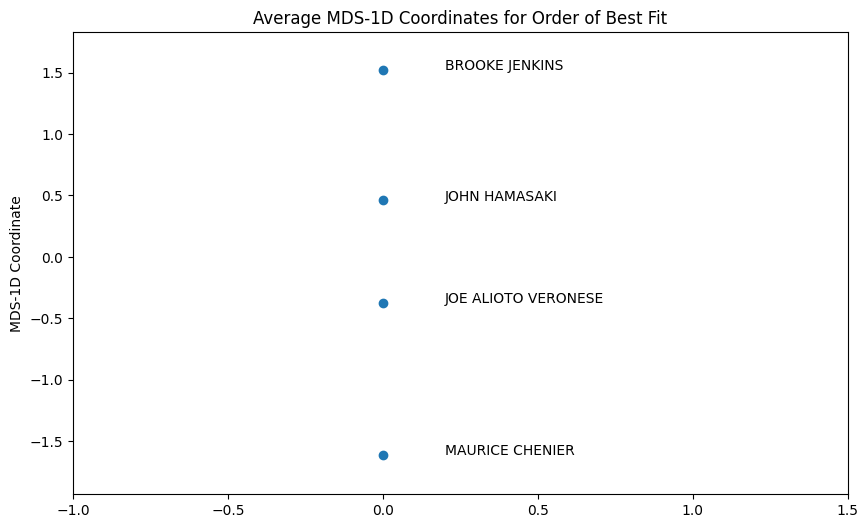 Average MDS-1D Coordinates for Order of Best Fit
MDS-1D Coordinate
1.5
1.0
0.5
0.0
−0.5
−1.0
−1.5
BROOKE JENKINS
JOHN HAMASAKI
JOE ALIOTO VERONESE
MAURICE CHENIER
−1.0
−0.5
0.0
0.5
1.0
1.5